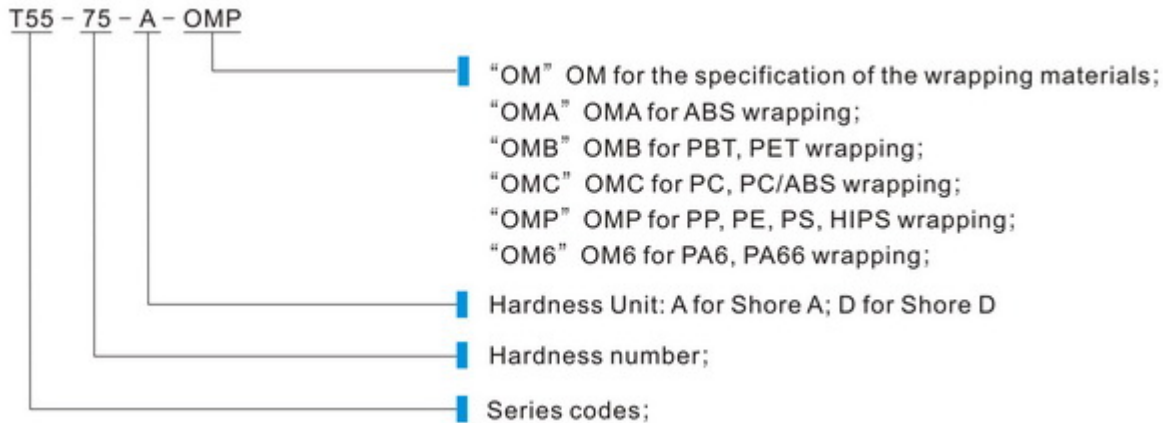 T55 - 75 - A - OMP
“OM” OM for the specification of the wrapping materials;
“OMA” OMA for ABS wrapping;
“OMB” OMB for PBT, PET wrapping;
“OMC” OMC for PC, PC/ABS wrapping;
“OMP” OMP for PP, PE, PS, HIPS wrapping;
“OM6” OM6 for PA6, PA66 wrapping;
Hardness Unit: A for Shore A; D for Shore D
Hardness number;
Series codes;